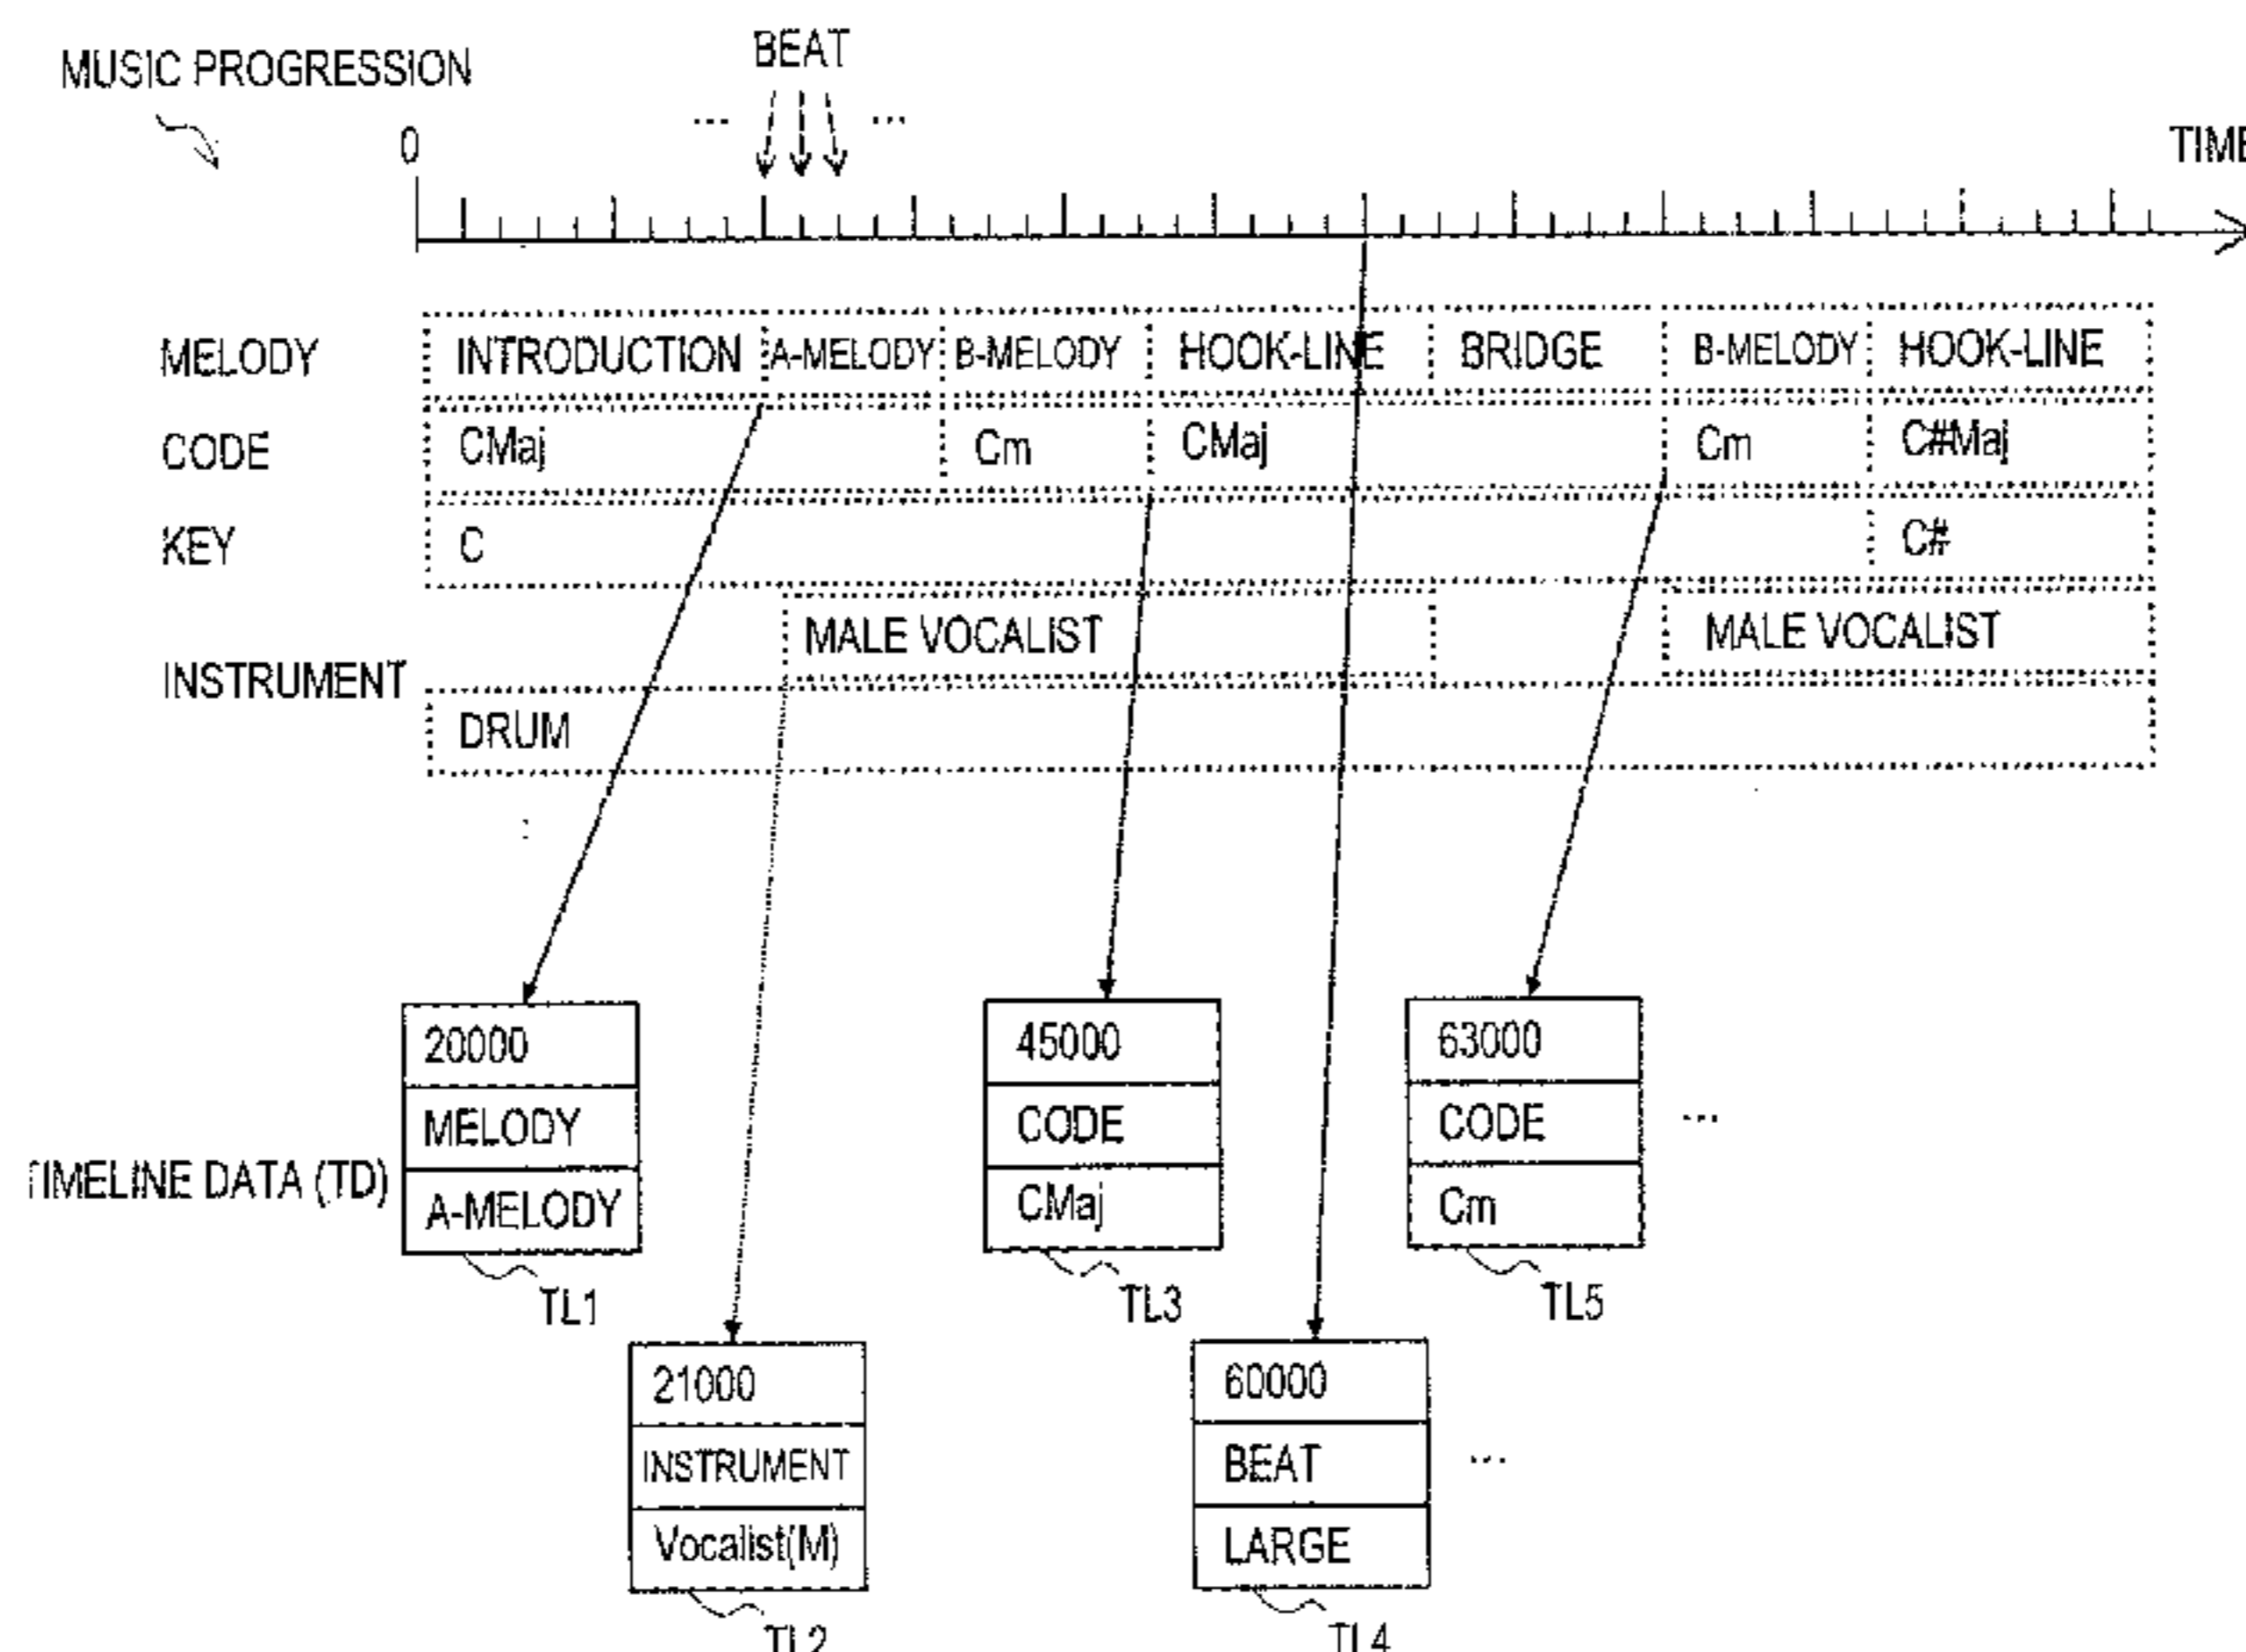 BEAT
MUSIC PROGRESSION
... ...
0 TIME
MELODY INTRODUCTION A-MELODY B-MELODY HOOK-LINE BRIDGE B-MELODY HOOK-LINE
CODE CMaj Cm CMaj Cm C#Maj
KEY C C#
MALE VOCALIST MALE VOCALIST
INSTRUMENT
DRUM
20000 45000 63000
MELODY CODE CODE ...
TIMELINE DATA (TD) A-MELODY CMaj Cm
TL1 TL3 TL5
21000 60000
INSTRUMENT BEAT ...
Vocalist(M) LARGE
TL2 TL4